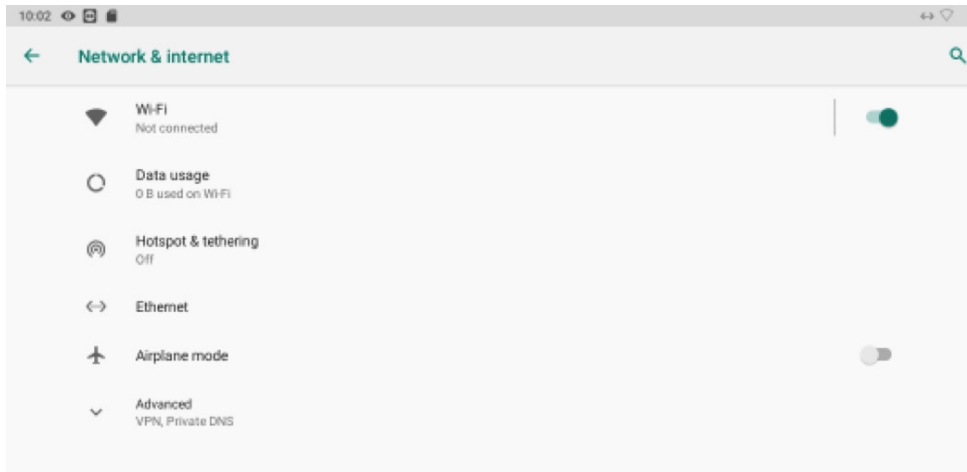 10:02
Network & internet
Wi-Fi
Not connected
Data usage
0 B used on Wi-Fi
Hotspot & tethering
Off
Ethernet
Airplane mode
Advanced
VPN, Private DNS